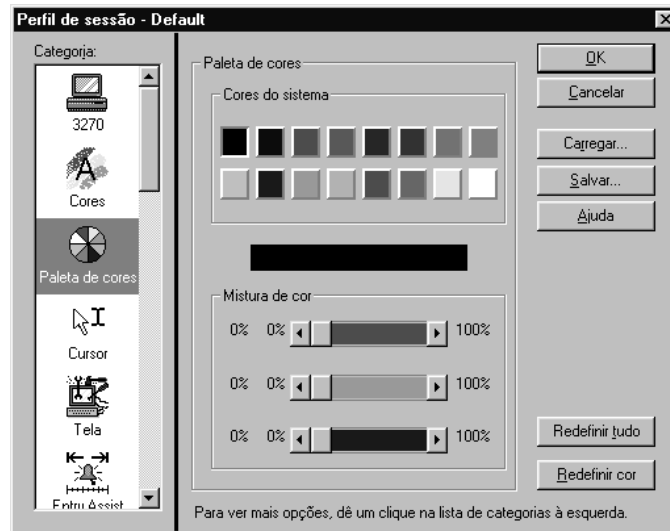 Perfil de sessão - Default
Categoria:
3270
Cores
Paleta de cores
Cursor
Tela
Entry Assist
Paleta de cores
Cores do sistema
Mistura de cor
0% 0% 100%
0% 0% 100%
0% 0% 100%
OK
Cancelar
Carregar...
Salvar...
Ajuda
Redefinir tudo
Redefinir cor
Para ver mais opções, dê um clique na lista de categorias à esquerda.